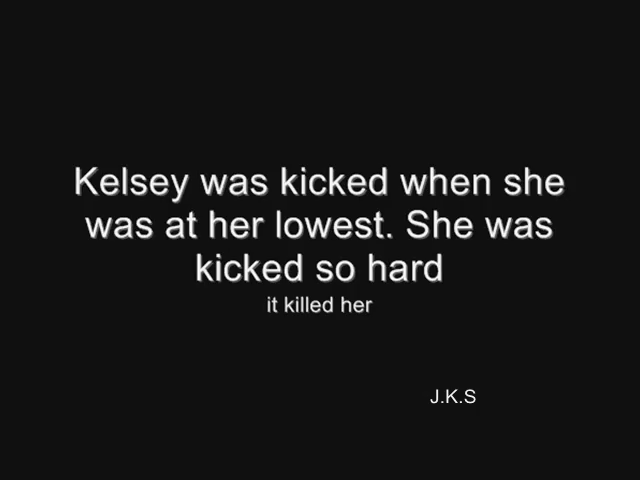 Kelsey was kicked when she
was at her lowest. She was
kicked so hard
it killed her
J.K.S